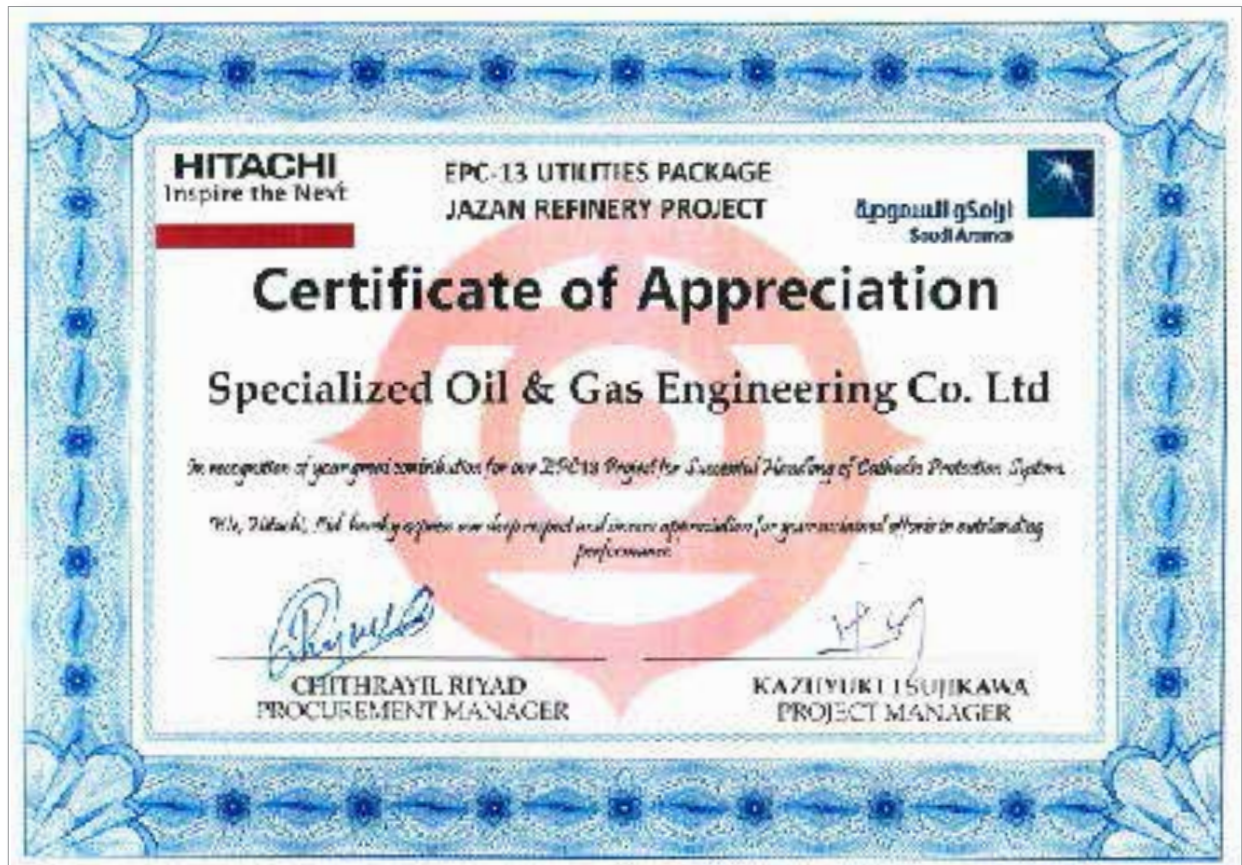 HITACHI
Inspire the Next
EPC-13 UTILITIES PACKAGE
JAZAN REFINERY PROJECT
ارامكو السعودية
Saudi Aramco
Certificate of Appreciation
Specialized Oil & Gas Engineering Co. Ltd
In recognition of your great contribution for our EPC13 Project for Successful Handling of Cathodic Protection System
We, Hitachi, Ltd hereby express our deep respect and sincere appreciation for your sustained efforts in outstanding
performance
CHITHRAYIL RIYAD
PROCUREMENT MANAGER
KAZUYUKI TSUJIKAWA
PROJECT MANAGER